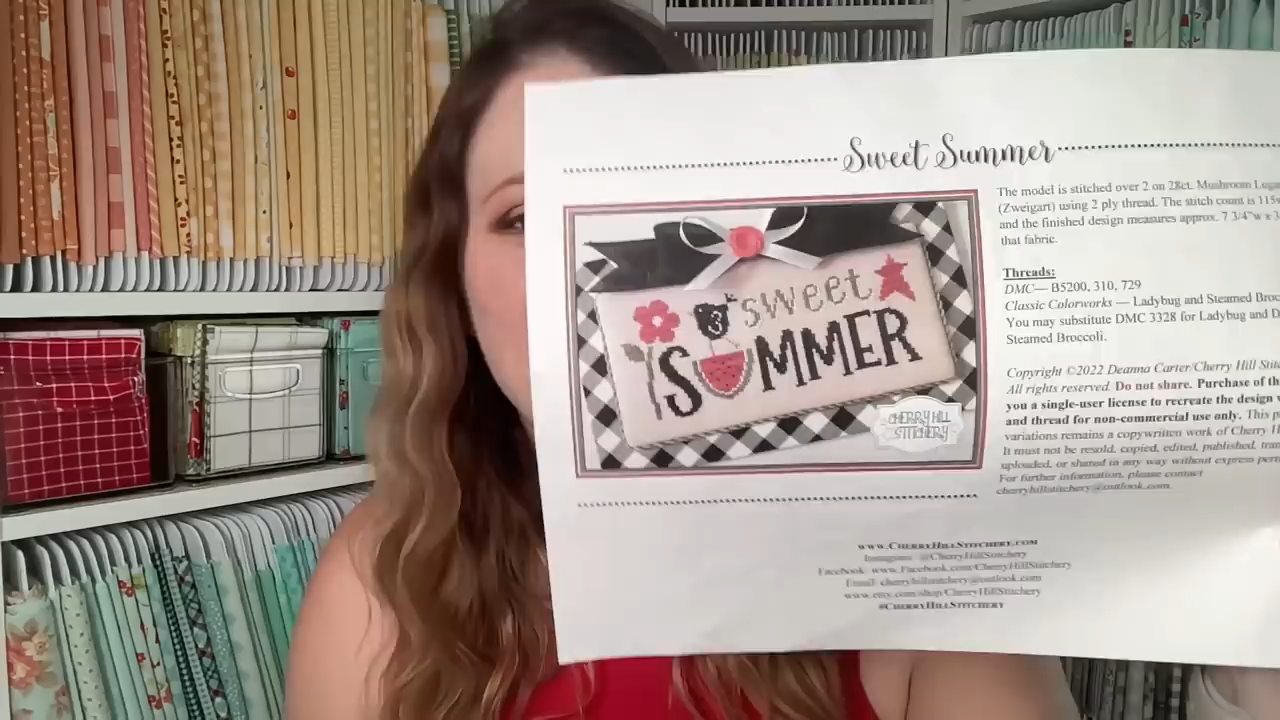 Sweet Summer
sweet
SUMMER
CHERRY HILL
STITCHERY
The model is stitched over 2 on 28ct. Mushroom
(Zweigart) using 2 ply thread. The stitch count is
and the finished design measures approx. 7 3/4"w x
that fabric.
Threads:
DMC— B5200, 310, 729
Classic Colorworks — Ladybug and Steamed
You may substitute DMC 3328 for Ladybug and
Steamed Broccoli.
Copyright ©2022 Deanna Carter/Cherry Hill
All rights reserved. Do not share. Purchase of
you a single-user license to recreate the design
and thread for non-commercial use only. This
variations remains a copywritten work of Cherry
It must not be resold, copied, edited, published,
uploaded, or shared in any way without express
For further information, please contact
cherryhillstitchery@outlook.com.
WWW.CHERRYHILLSTITCHERY.COM
Instagram: @CherryHillStitchery
Facebook: www.Facebook.com/CherryHillStitchery
Email: cherryhillstitchery@outlook.com
www.etsy.com/shop/CherryHillStitchery
#CHERRYHILLSTITCHERY